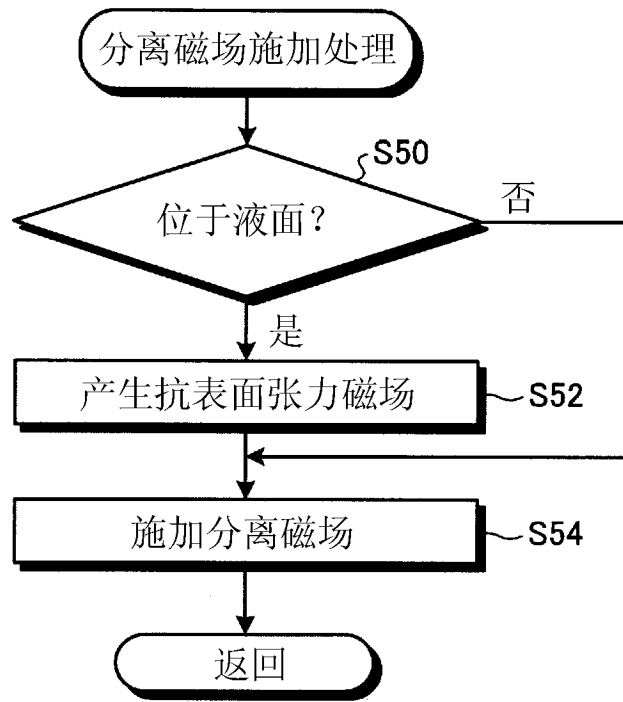 分离磁场施加处理
S50
位于液面？
否
是
产生抗表面张力磁场
S52
施加分离磁场
S54
返回